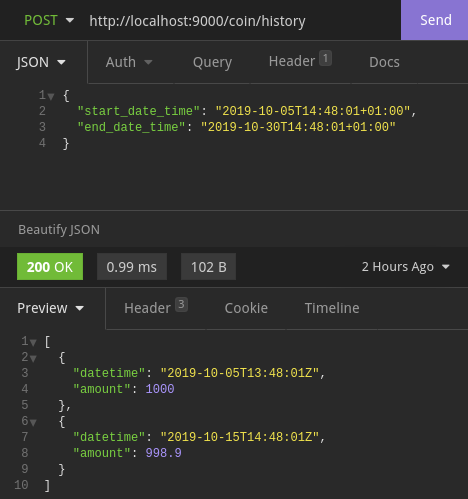 POST http://localhost:9000/coin/history Send
JSON Auth Query Header 1 Docs
1 {
2 "start_date_time": "2019-10-05T14:48:01+01:00",
3 "end_date_time": "2019-10-30T14:48:01+01:00"
4 }
Beautify JSON
200 OK 0.99 ms 102 B 2 Hours Ago
Preview Header 3 Cookie Timeline
1 [
2 {
3 "datetime": "2019-10-05T13:48:01Z",
4 "amount": 1000
5 },
6 {
7 "datetime": "2019-10-15T14:48:01Z",
8 "amount": 998.9
9 }
10 ]